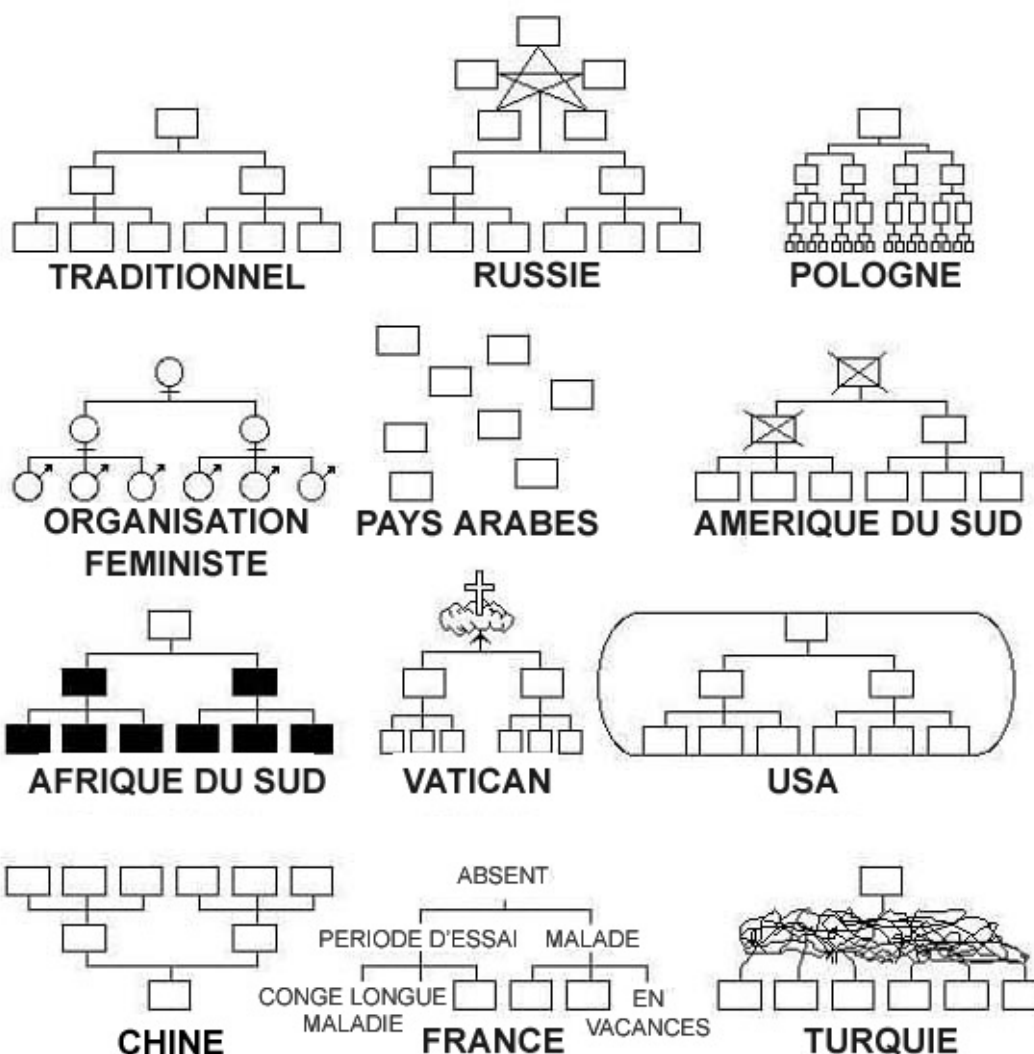 TRADITIONNEL
RUSSIE
POLOGNE
ORGANISATION
FEMINISTE
PAYS ARABES
AMERIQUE DU SUD
AFRIQUE DU SUD
VATICAN
USA
CHINE
ABSENT
PERIODE D'ESSAI
MALADE
CONGE LONGUE
MALADIE
EN
VACANCES
FRANCE
TURQUIE